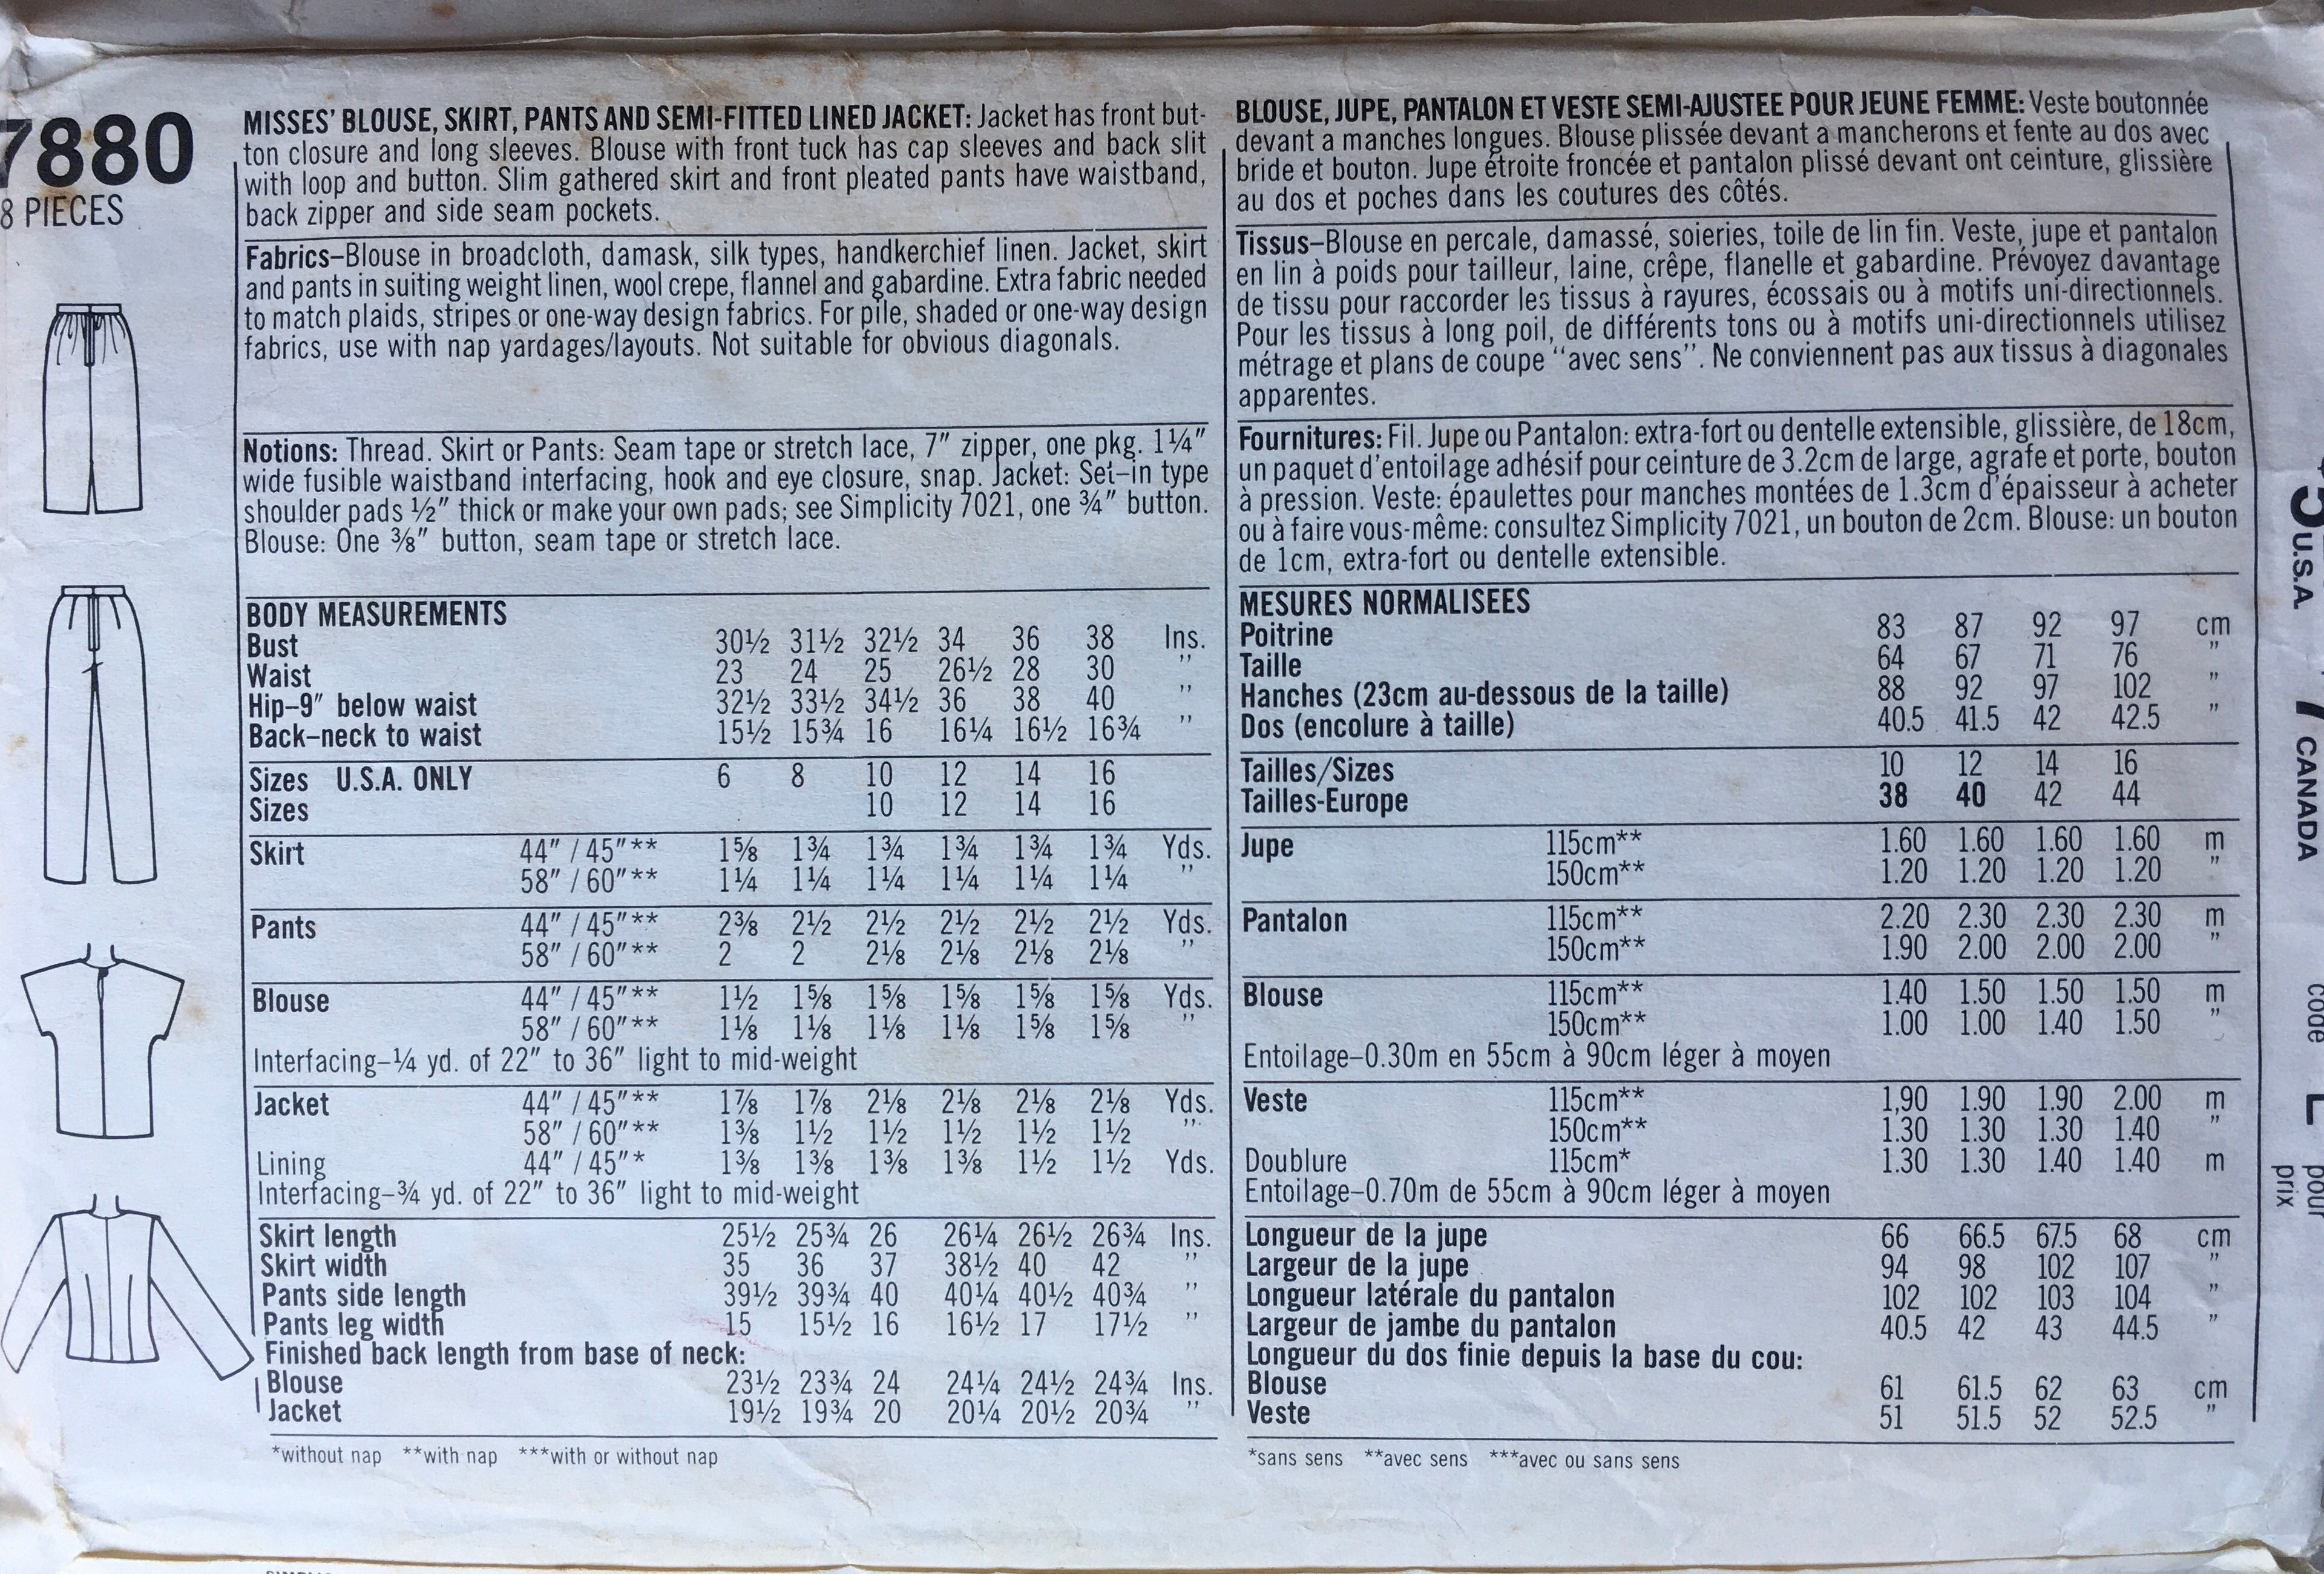 7880
8 PIECES
MISSES' BLOUSE, SKIRT, PANTS AND SEMI-FITTED LINED JACKET: Jacket has front but-
ton closure and long sleeves. Blouse with front tuck has cap sleeves and back slit
with loop and button. Slim gathered skirt and front pleated pants have waistband,
back zipper and side seam pockets.
Fabrics–Blouse in broadcloth, damask, silk types, handkerchief linen. Jacket, skirt
and pants in suiting weight linen, wool crepe, flannel and gabardine. Extra fabric needed
to match plaids, stripes or one-way design fabrics. For pile, shaded or one-way design
fabrics, use with nap yardages/layouts. Not suitable for obvious diagonals.
Notions: Thread. Skirt or Pants: Seam tape or stretch lace, 7" zipper, one pkg. 1¼"
wide fusible waistband interfacing, hook and eye closure, snap. Jacket: Set–in type
shoulder pads ½" thick or make your own pads; see Simplicity 7021, one ¾" button.
Blouse: One ⅜" button, seam tape or stretch lace.
BODY MEASUREMENTS
Bust 30½ 31½ 32½ 34 36 38 Ins.
Waist 23 24 25 26½ 28 30 "
Hip–9" below waist 32½ 33½ 34½ 36 38 40 "
Back–neck to waist 15½ 15¾ 16 16¼ 16½ 16¾ "
Sizes U.S.A. ONLY 6 8 10 12 14 16
Sizes 10 12 14 16
Skirt 44" / 45"** 1⅝ 1¾ 1¾ 1¾ 1¾ 1¾ Yds.
58" / 60"** 1¼ 1¼ 1¼ 1¼ 1¼ 1¼ "
Pants 44" / 45"** 2⅜ 2½ 2½ 2½ 2½ 2½ Yds.
58" / 60"** 2 2 2⅛ 2⅛ 2⅛ 2⅛ "
Blouse 44" / 45"** 1½ 1⅝ 1⅝ 1⅝ 1⅝ 1⅝ Yds.
58" / 60"** 1⅛ 1⅛ 1⅛ 1⅛ 1⅝ 1⅝ "
Interfacing–¼ yd. of 22" to 36" light to mid-weight
Jacket 44" / 45"** 1⅞ 1⅞ 2⅛ 2⅛ 2⅛ 2⅛ Yds.
58" / 60"** 1⅜ 1½ 1½ 1½ 1½ 1½ "
Lining 44" / 45"* 1⅜ 1⅜ 1⅜ 1⅜ 1½ 1½ Yds.
Interfacing–¾ yd. of 22" to 36" light to mid-weight
Skirt length 25½ 25¾ 26 26¼ 26½ 26¾ Ins.
Skirt width 35 36 37 38½ 40 42 "
Pants side length 39½ 39¾ 40 40¼ 40½ 40¾ "
Pants leg width 15 15½ 16 16½ 17 17½ "
Finished back length from base of neck:
Blouse 23½ 23¾ 24 24¼ 24½ 24¾ Ins.
Jacket 19½ 19¾ 20 20¼ 20½ 20¾ "
*without nap **with nap ***with or without nap
BLOUSE, JUPE, PANTALON ET VESTE SEMI-AJUSTEE POUR JEUNE FEMME: Veste boutonnée
devant a manches longues. Blouse plissée devant a mancherons et fente au dos avec
bride et bouton. Jupe étroite froncée et pantalon plissé devant ont ceinture, glissière
au dos et poches dans les coutures des côtés.
Tissus–Blouse en percale, damassé, soieries, toile de lin fin. Veste, jupe et pantalon
en lin à poids pour tailleur, laine, crêpe, flanelle et gabardine. Prévoyez davantage
de tissu pour raccorder les tissus à rayures, écossais ou à motifs uni-directionnels.
Pour les tissus à long poil, de différents tons ou à motifs uni-directionnels utilisez
métrage et plans de coupe "avec sens". Ne conviennent pas aux tissus à diagonales
apparentes.
Fournitures: Fil. Jupe ou Pantalon: extra-fort ou dentelle extensible, glissière, de 18cm,
un paquet d'entoilage adhésif pour ceinture de 3.2cm de large, agrafe et porte, bouton
à pression. Veste: épaulettes pour manches montées de 1.3cm d'épaisseur à acheter
ou à faire vous-même: consultez Simplicity 7021, un bouton de 2cm. Blouse: un bouton
de 1cm, extra-fort ou dentelle extensible.
MESURES NORMALISEES
Poitrine 83 87 92 97 cm
Taille 64 67 71 76 "
Hanches (23cm au-dessous de la taille) 88 92 97 102 "
Dos (encolure à taille) 40.5 41.5 42 42.5 "
Tailles/Sizes 10 12 14 16
Tailles-Europe 38 40 42 44
Jupe 115cm** 1.60 1.60 1.60 1.60 m
150cm** 1.20 1.20 1.20 1.20 "
Pantalon 115cm** 2.20 2.30 2.30 2.30 m
150cm** 1.90 2.00 2.00 2.00 "
Blouse 115cm** 1.40 1.50 1.50 1.50 m
150cm** 1.00 1.00 1.40 1.50 "
Entoilage–0.30m en 55cm à 90cm léger à moyen
Veste 115cm** 1,90 1.90 1.90 2.00 m
150cm** 1.30 1.30 1.30 1.40 "
Doublure 115cm* 1.30 1.30 1.40 1.40 m
Entoilage–0.70m de 55cm à 90cm léger à moyen
Longueur de la jupe 66 66.5 67.5 68 cm
Largeur de la jupe 94 98 102 107 "
Longueur latérale du pantalon 102 102 103 104 "
Largeur de jambe du pantalon 40.5 42 43 44.5 "
Longueur du dos finie depuis la base du cou:
Blouse 61 61.5 62 63 cm
Veste 51 51.5 52 52.5 "
*sans sens **avec sens ***avec ou sans sens
U.S.A.
CANADA
code
pour
prix